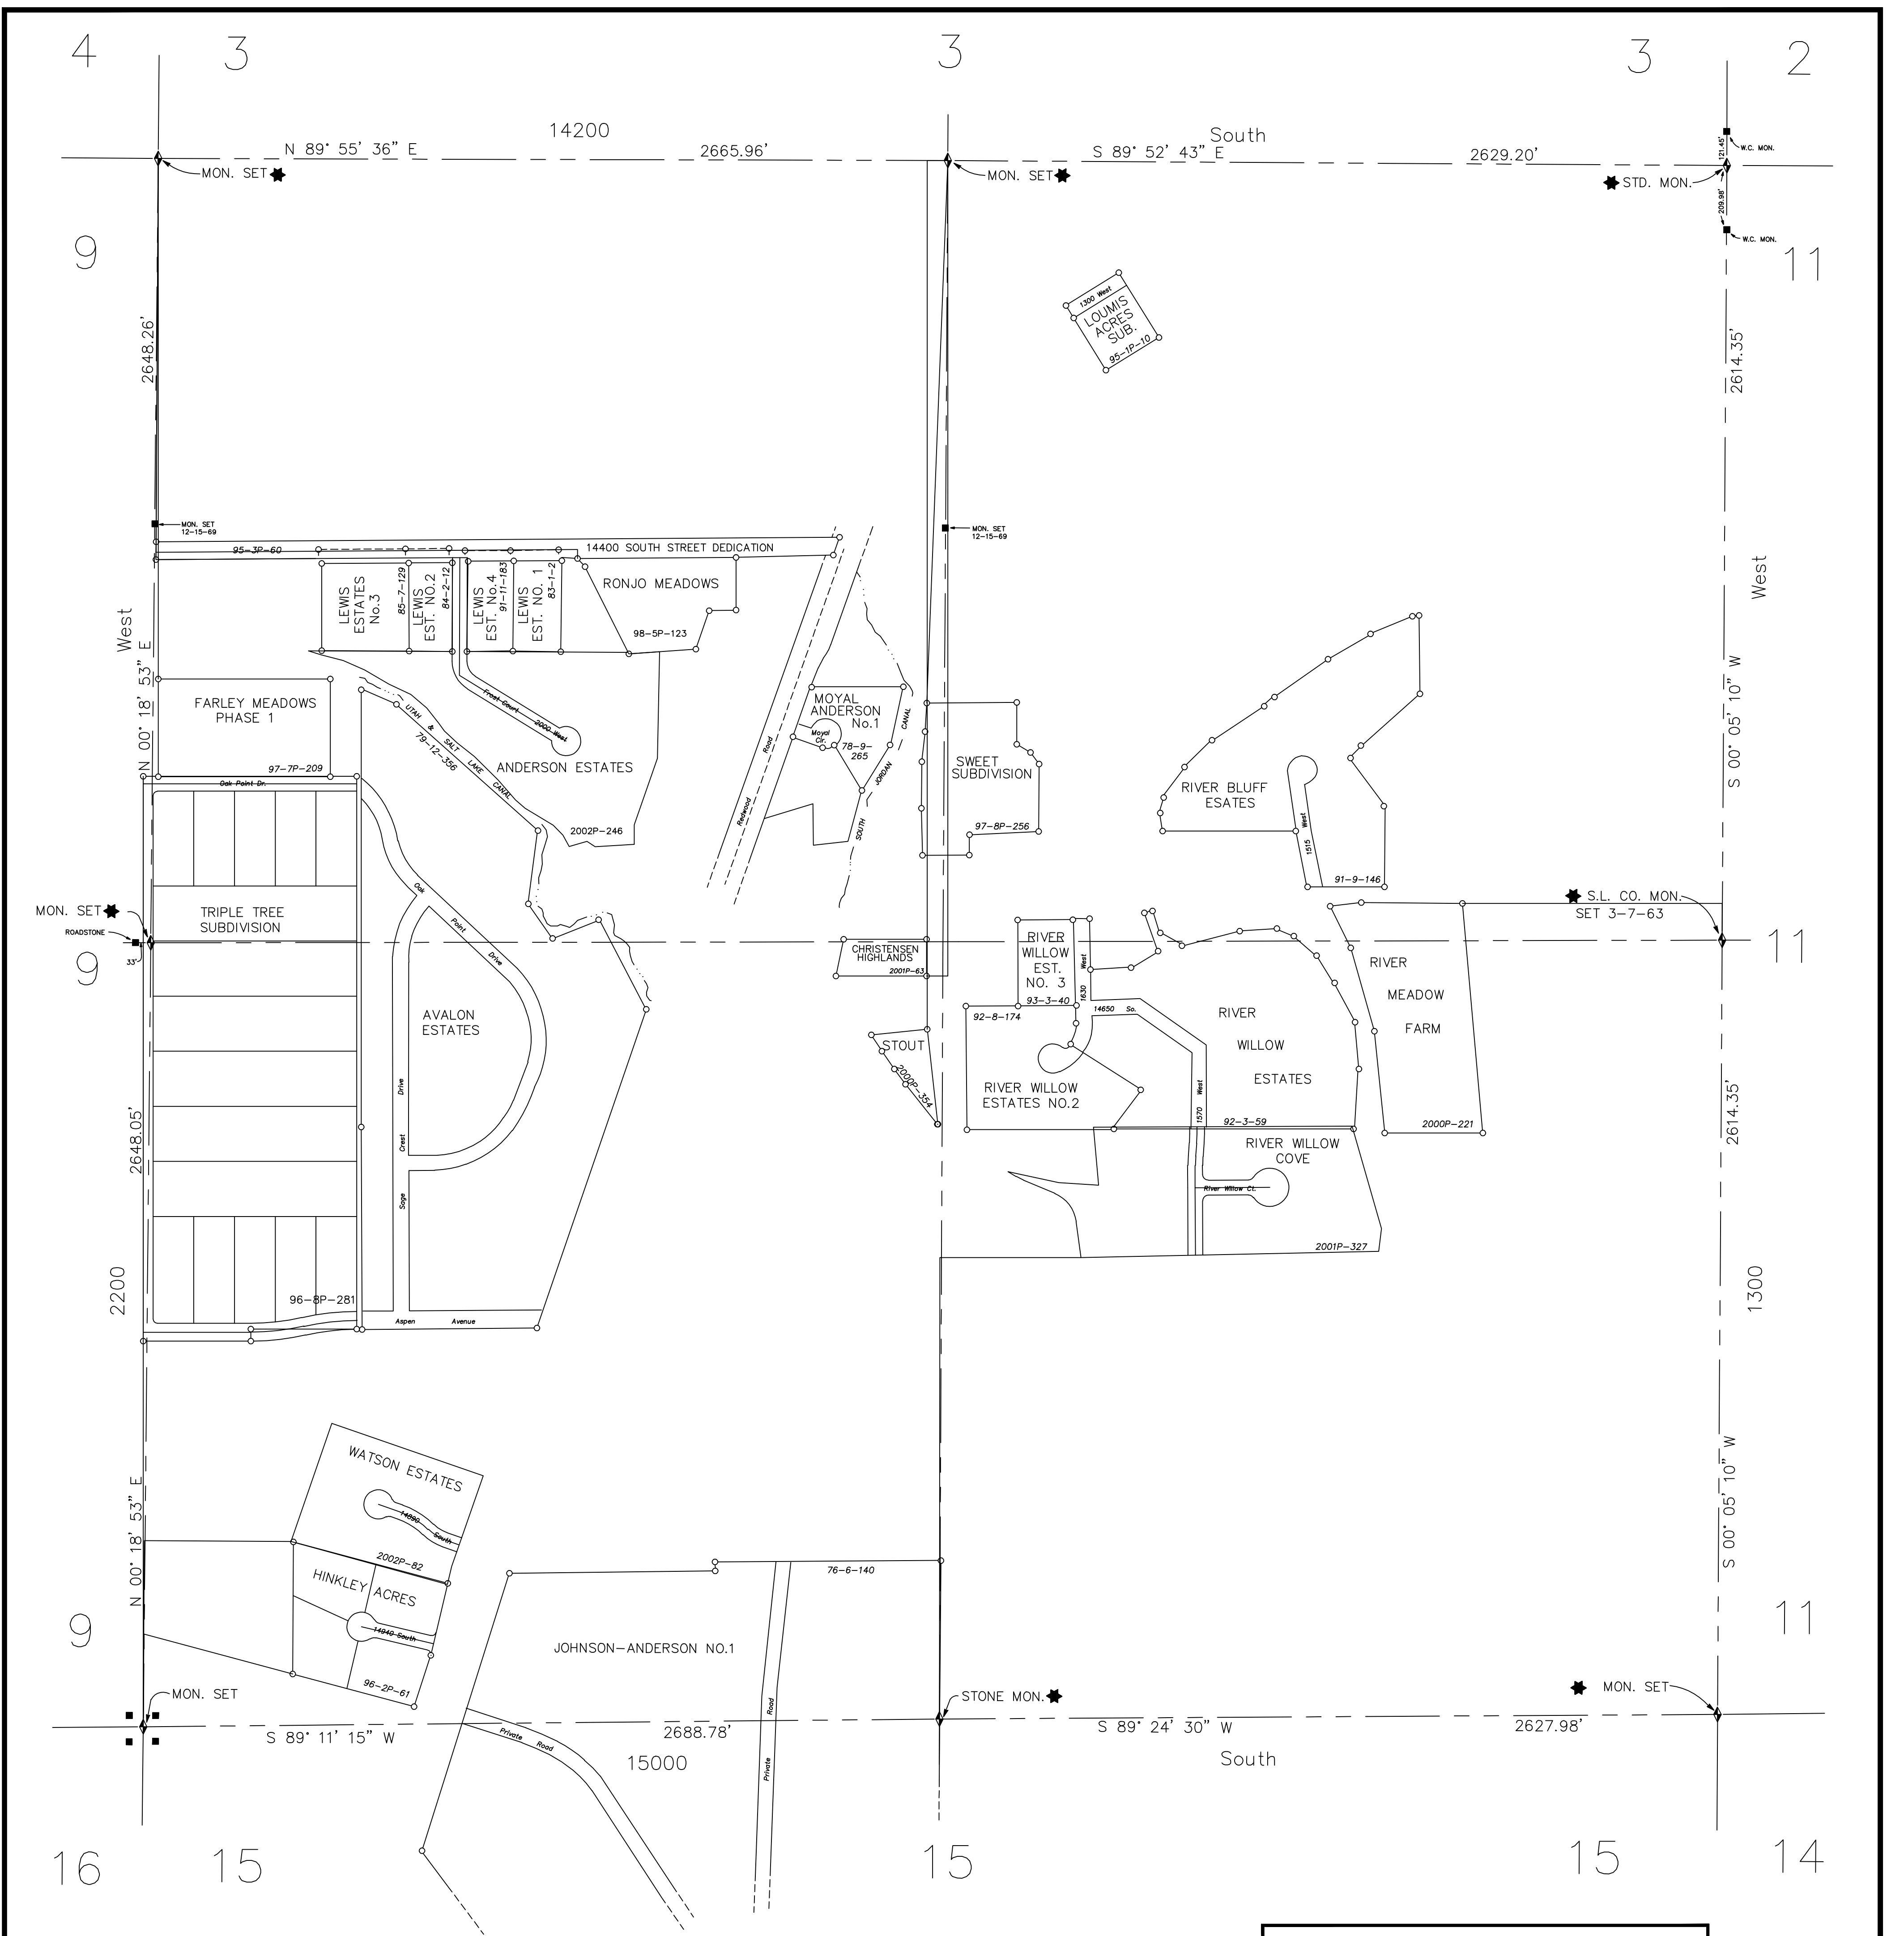 4
3
3
3
2
14200
South
N 89° 55' 36" E
2665.96'
S 89° 52' 43" E
2629.20'
121.45'
W.C. MON.
MON. SET
MON. SET
STD. MON.
209.98'
W.C. MON.
9
11
1300 West
LOUMIS
ACRES
SUB.
95-1P-10
2648.26'
2614.35'
MON. SET
12-15-69
MON. SET
12-15-69
95-3P-60
14400 SOUTH STREET DEDICATION
LEWIS
ESTATES
No.3
85-7-129
LEWIS
EST. NO.2
84-2-12
LEWIS
EST. No.4
91-11-183
LEWIS
EST. NO. 1
83-1-2
RONJO MEADOWS
98-5P-123
West
West
N 00° 18' 53" E
S 00° 05' 10" W
FARLEY MEADOWS
PHASE 1
97-7P-209
Oak Point Dr.
UTAH & SALT LAKE CANAL
79-12-356
Frost Court
2000 West
ANDERSON ESTATES
2002P-246
Redwood Road
MOYAL
ANDERSON
No.1
Moyal
Cir.
78-9-
265
SOUTH JORDAN CANAL
SWEET
SUBDIVISION
97-8P-256
RIVER BLUFF
ESATES
1515 West
91-9-146
MON. SET
ROADSTONE
33'
9
TRIPLE TREE
SUBDIVISION
Oak Point Drive
S.L. CO. MON.
SET 3-7-63
11
CHRISTENSEN
HIGHLANDS
2001P-63
RIVER
WILLOW
EST.
NO. 3
93-3-40
1630 West
92-8-174
14650 So.
RIVER
WILLOW
ESTATES
RIVER
MEADOW
FARM
AVALON
ESTATES
STOUT
2000P-354
RIVER WILLOW
ESTATES NO.2
1570 West
92-3-59
2000P-221
2648.05'
2614.35'
Sage Crest Drive
RIVER WILLOW
COVE
River Willow Ct.
2001P-327
2200
1300
96-8P-281
Aspen Avenue
N 00° 18' 53" E
S 00° 05' 10" W
WATSON ESTATES
14890 South
2002P-82
HINKLEY ACRES
14940 South
96-2P-61
76-6-140
JOHNSON-ANDERSON NO.1
9
11
MON. SET
STONE MON.
MON. SET
S 89° 11' 15" W
2688.78'
S 89° 24' 30" W
2627.98'
Private Road
Private Road
15000
South
16
15
15
15
14